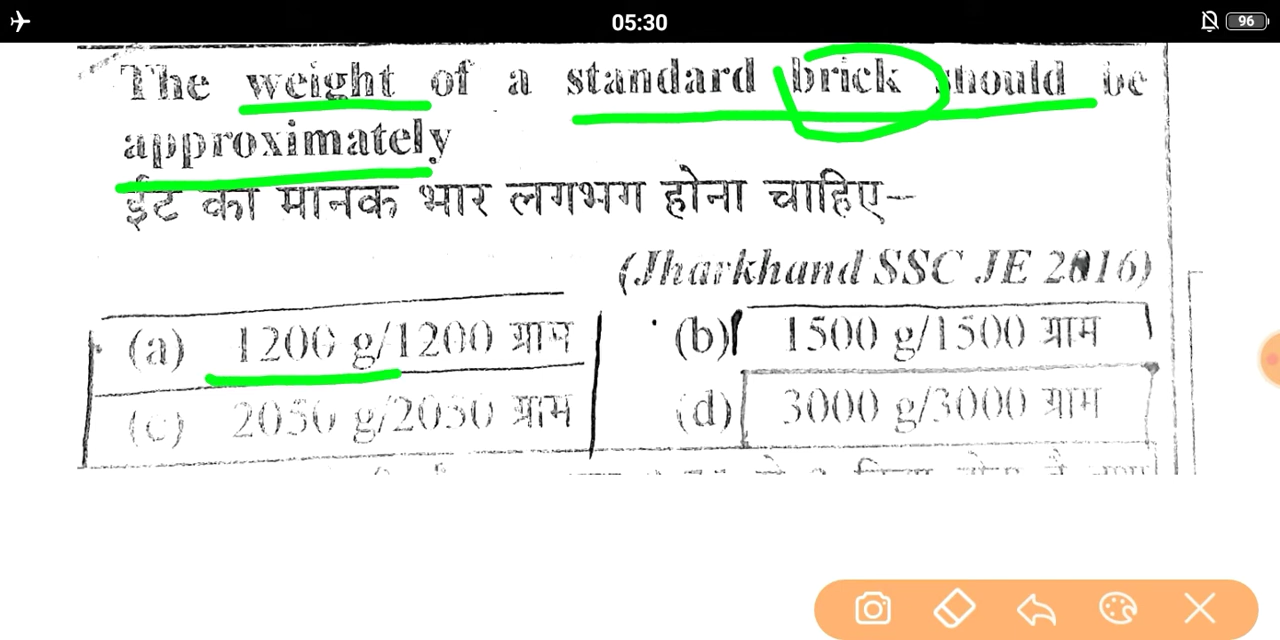 05:30
96
The weight of a standard brick should be
approximately
ईंट का मानक भार लगभग होना चाहिए–
(Jharkhand SSC JE 2016)
(a) 1200 g/1200 ग्राम (b) 1500 g/1500 ग्राम
(c) 2050 g/2050 ग्राम (d) 3000 g/3000 ग्राम